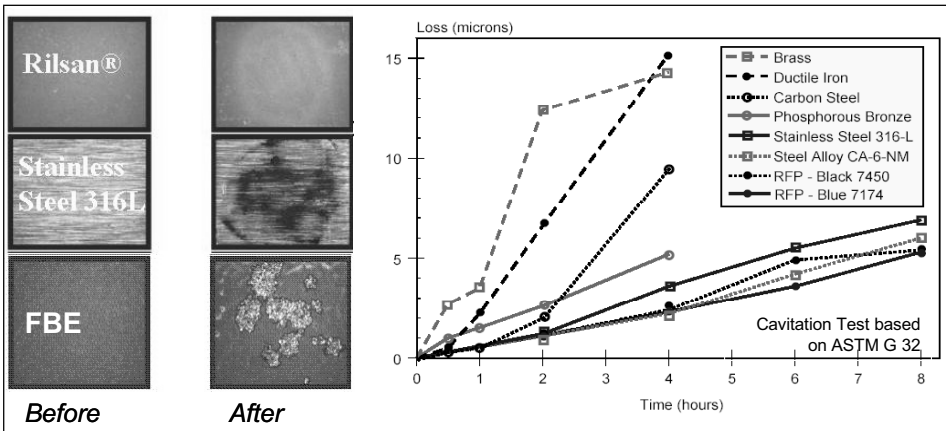 Rilsan®
Stainless
Steel 316L
FBE
Before
After
Loss (microns)
15
10
5
0
0
1
2
3
4
5
6
7
8
Time (hours)
Brass
Ductile Iron
Carbon Steel
Phosphorous Bronze
Stainless Steel 316-L
Steel Alloy CA-6-NM
RFP - Black 7450
RFP - Blue 7174
Cavitation Test based
on ASTM G 32